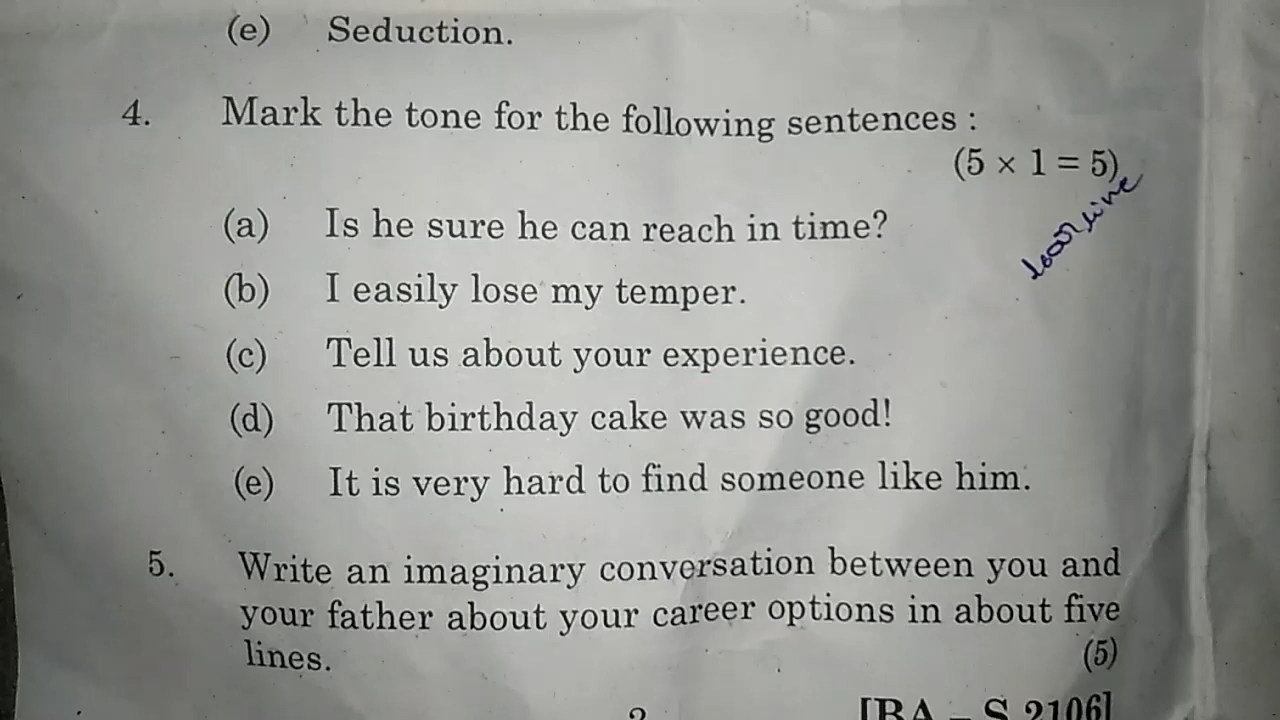 (e) Seduction.
4. Mark the tone for the following sentences :
(5 × 1 = 5)
(a) Is he sure he can reach in time?
(b) I easily lose my temper.
(c) Tell us about your experience.
(d) That birthday cake was so good!
(e) It is very hard to find someone like him.
5. Write an imaginary conversation between you and
your father about your career options in about five
lines. (5)
2 [BA – S 2106]